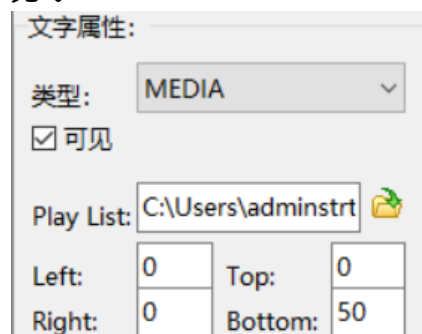 文字属性:
类型: MEDIA
可见
Play List: C:\Users\adminstrt
Left: 0 Top: 0
Right: 0 Bottom: 50